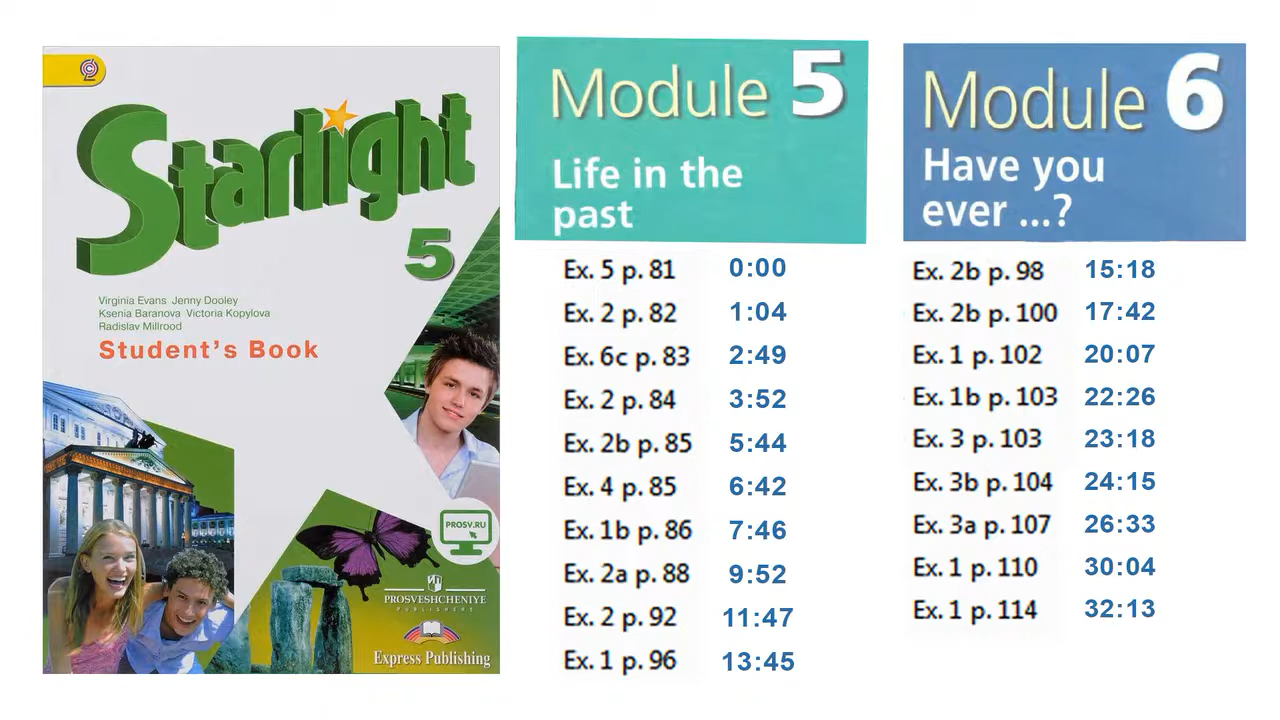 Starlight
5
Virginia Evans Jenny Dooley
Ksenia Baranova Victoria Kopylova
Radislav Millrood
Student's Book
PROSV.RU
PROSVESHCHENIYE
PUBLISHERS
Express Publishing
Module 5
Life in the
past
Ex. 5 p. 81 0:00
Ex. 2 p. 82 1:04
Ex. 6c p. 83 2:49
Ex. 2 p. 84 3:52
Ex. 2b p. 85 5:44
Ex. 4 p. 85 6:42
Ex. 1b p. 86 7:46
Ex. 2a p. 88 9:52
Ex. 2 p. 92 11:47
Ex. 1 p. 96 13:45
Module 6
Have you
ever ...?
Ex. 2b p. 98 15:18
Ex. 2b p. 100 17:42
Ex. 1 p. 102 20:07
Ex. 1b p. 103 22:26
Ex. 3 p. 103 23:18
Ex. 3b p. 104 24:15
Ex. 3a p. 107 26:33
Ex. 1 p. 110 30:04
Ex. 1 p. 114 32:13